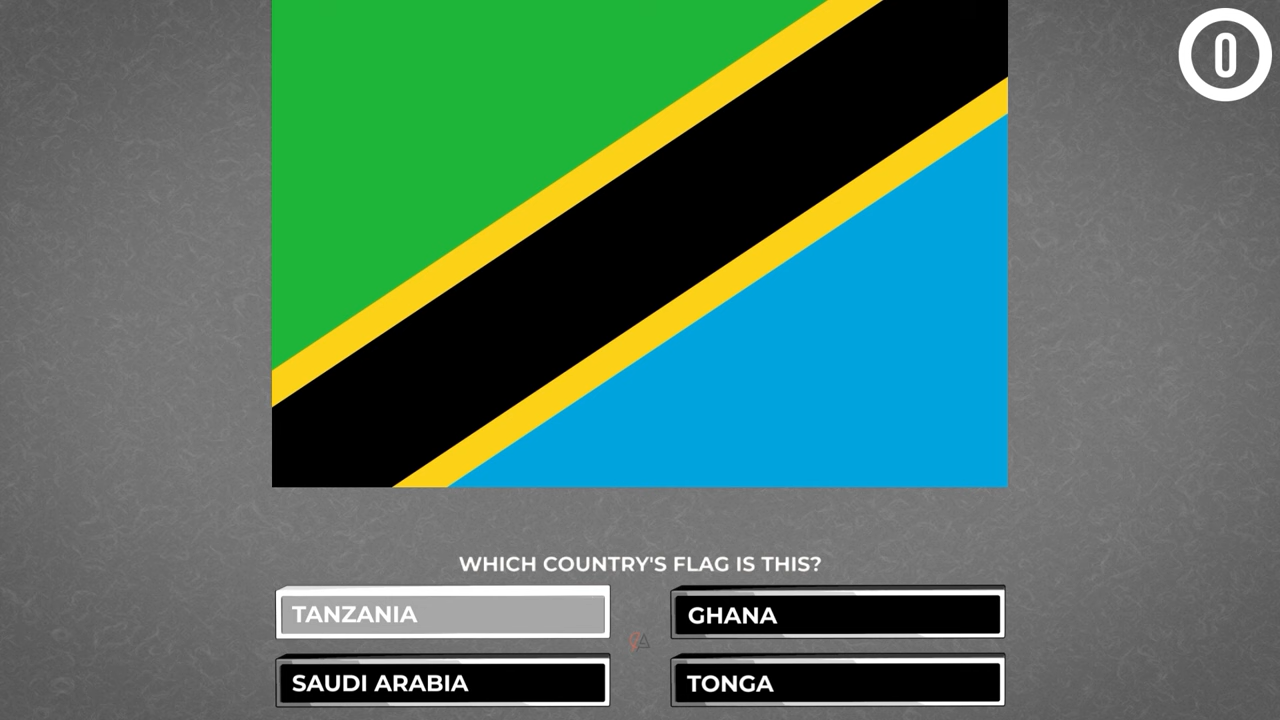 0
WHICH COUNTRY'S FLAG IS THIS?
TANZANIA
GHANA
SAUDI ARABIA
TONGA